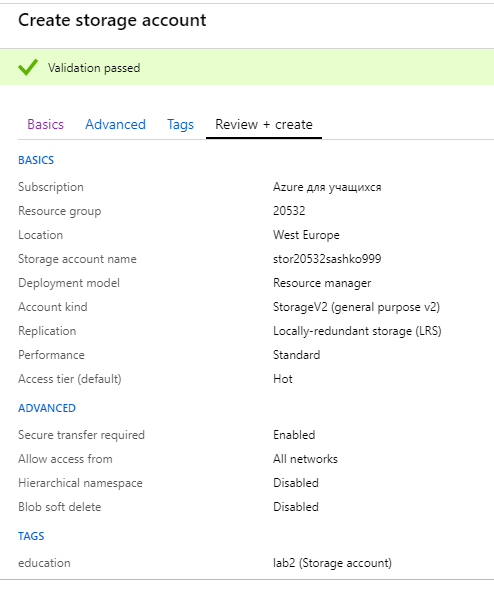 Create storage account
Validation passed
Basics Advanced Tags Review + create
BASICS
Subscription Azure для учащихся
Resource group 20532
Location West Europe
Storage account name stor20532sashko999
Deployment model Resource manager
Account kind StorageV2 (general purpose v2)
Replication Locally-redundant storage (LRS)
Performance Standard
Access tier (default) Hot
ADVANCED
Secure transfer required Enabled
Allow access from All networks
Hierarchical namespace Disabled
Blob soft delete Disabled
TAGS
education lab2 (Storage account)